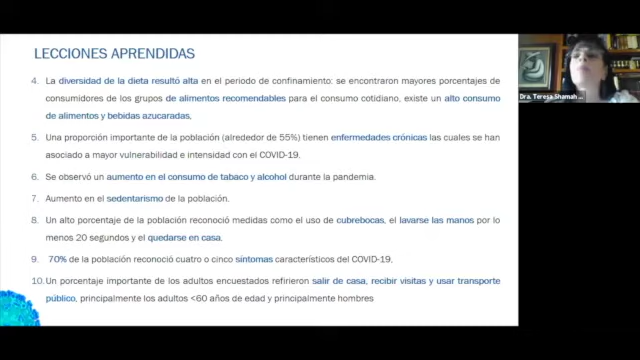 LECCIONES APRENDIDAS
4. La diversidad de la dieta resultó alta en el periodo de confinamiento: se encontraron mayores porcentajes de
consumidores de los grupos de alimentos recomendables para el consumo cotidiano, existe un alto consumo
de alimentos y bebidas azucaradas,
5. Una proporción importante de la población (alrededor de 55%) tienen enfermedades crónicas las cuales se han
asociado a mayor vulnerabilidad e intensidad con el COVID-19.
6. Se observó un aumento en el consumo de tabaco y alcohol durante la pandemia.
7. Aumento en el sedentarismo de la población.
8. Un alto porcentaje de la población reconoció medidas como el uso de cubrebocas, el lavarse las manos por lo
menos 20 segundos y el quedarse en casa.
9. 70% de la población reconoció cuatro o cinco síntomas característicos del COVID-19.
10. Un porcentaje importante de los adultos encuestados refirieron salir de casa, recibir visitas y usar transporte
público, principalmente los adultos <60 años de edad y principalmente hombres
Dra. Teresa Shamah ...